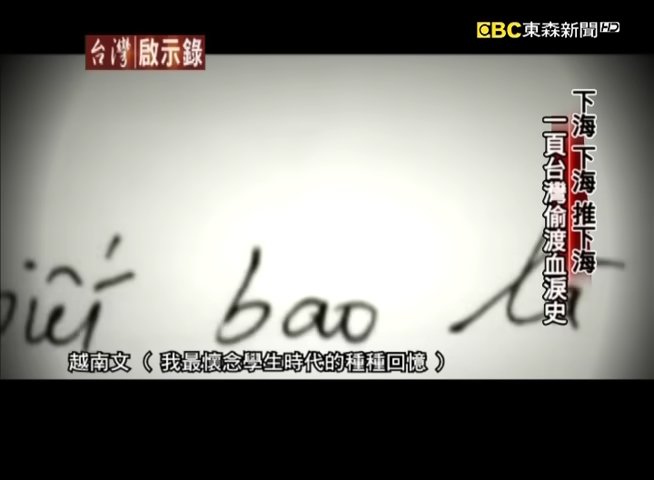 台灣啟示錄
EBC東森新聞HD
下海 下海 推下海
一頁台灣偷渡血淚史
biết bao
越南文（我最懷念學生時代的種種回憶）